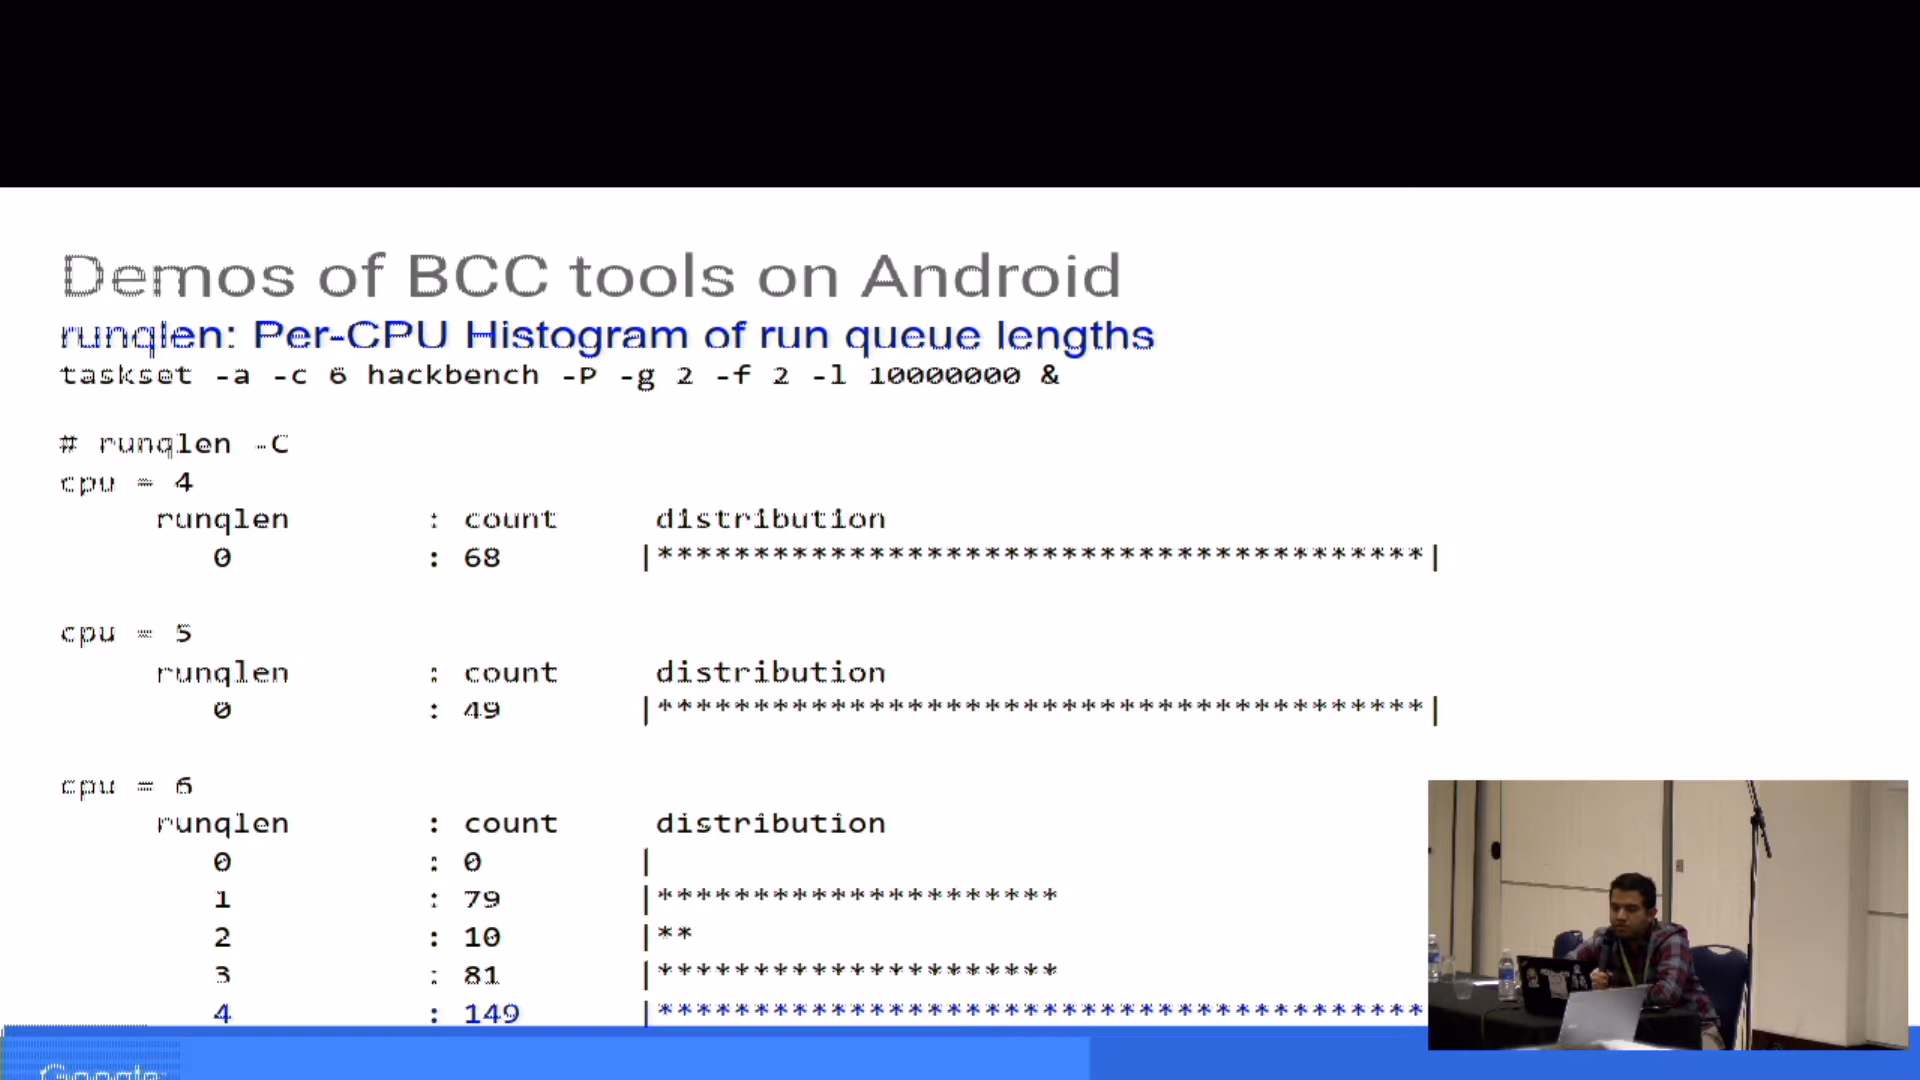 Demos of BCC tools on Android
runqlen: Per-CPU Histogram of run queue lengths
taskset -a -c 6 hackbench -P -g 2 -f 2 -l 10000000 &
# runqlen -C
cpu = 4
runqlen : count distribution
0 : 68 |****************************************|
cpu = 5
runqlen : count distribution
0 : 49 |****************************************|
cpu = 6
runqlen : count distribution
0 : 0 |
1 : 79 |*********************
2 : 10 |**
3 : 81 |*********************
4 : 149 |****************************************
Google